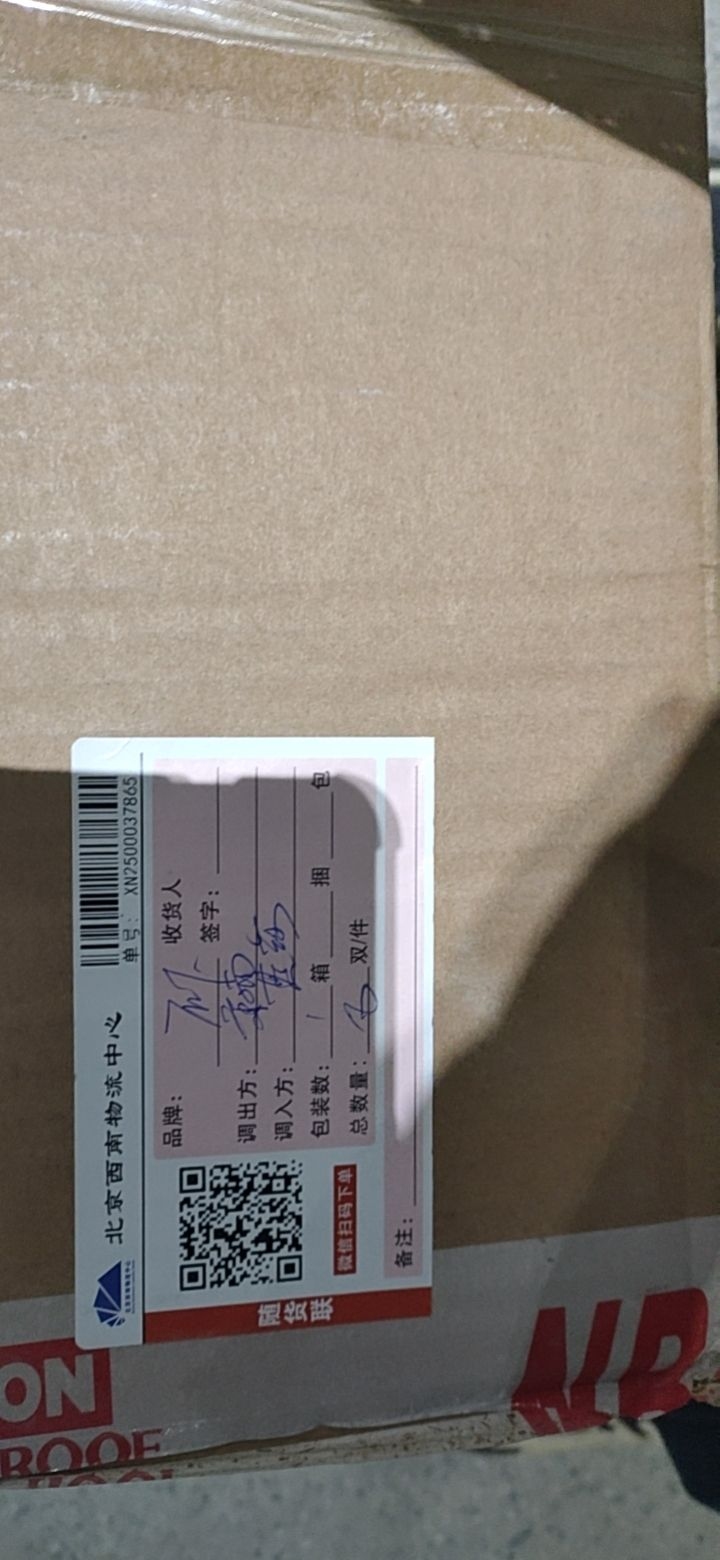 北京西南物流中心
单号: XN2500037865
品牌:
收货人
签字:
调出方:
调入方:
包装数: 1 箱 捆 包
总数量: 双/件
微信扫码下单
备注:
随货联
ON
ROOF
NB